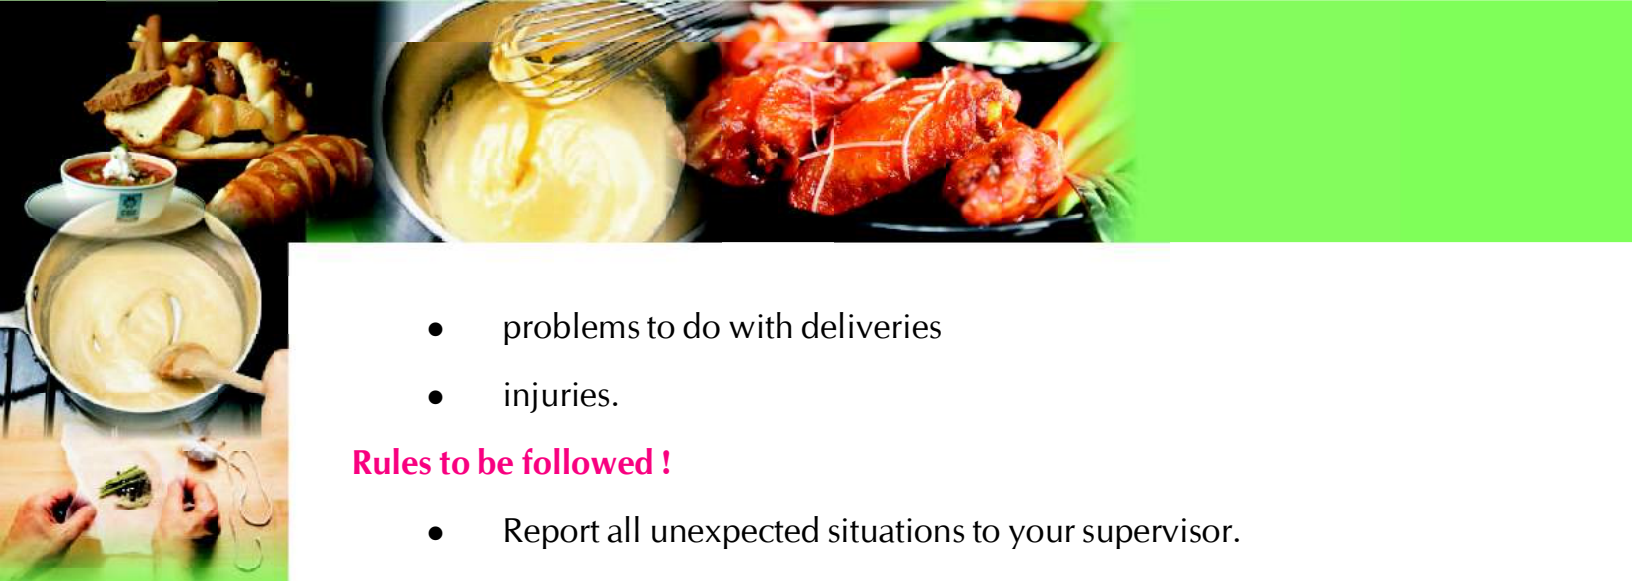 ● problems to do with deliveries
● injuries.
Rules to be followed !
● Report all unexpected situations to your supervisor.